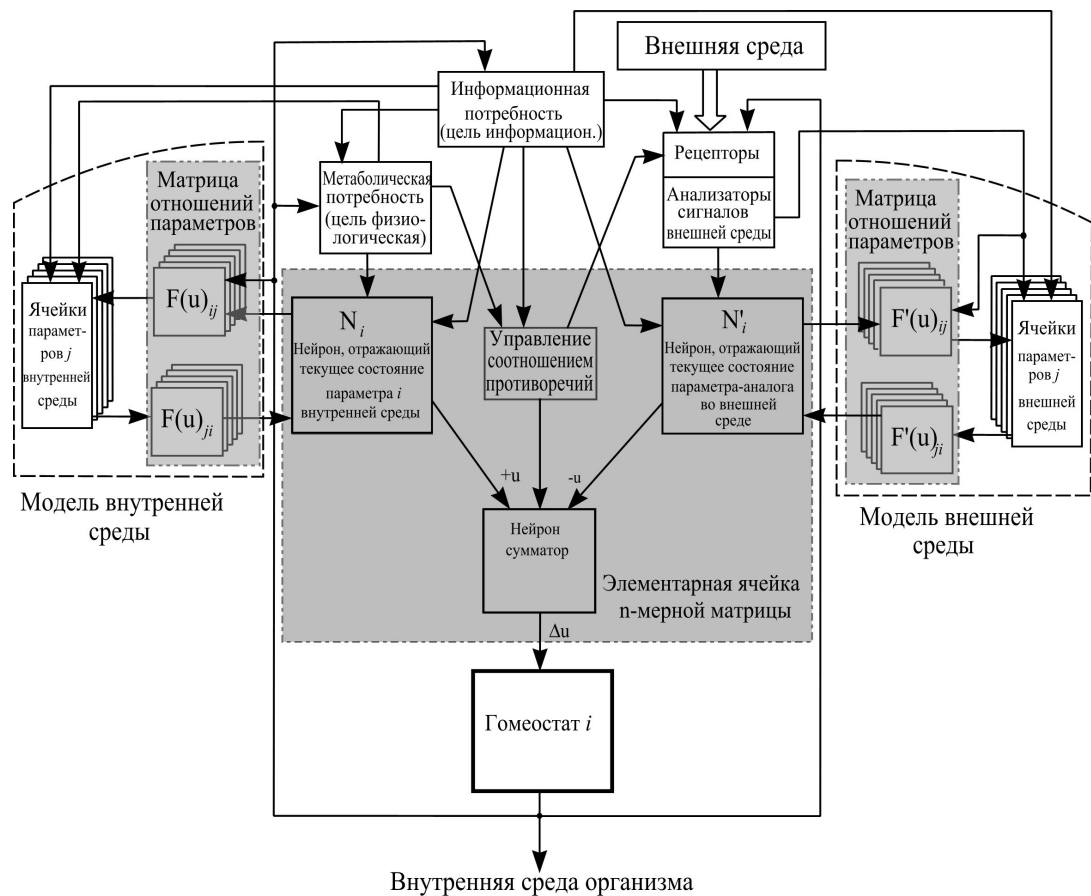 Внешняя среда
Информационная
потребность
(цель информацион.)
Рецепторы
Анализаторы
сигналов
внешней среды
Метаболическая
потребность
(цель физио-
логическая)
Матрица
отношений
параметров
F(u)ij
F(u)ji
Ячейки
парамет-
ров j
внутренней
среды
Модель внутренней
среды
Ni
Нейрон, отражающий
текущее состояние
параметра i
внутренней среды
Управление
соотношением
противоречий
N'i
Нейрон, отражающий
текущее состояние
параметра-аналога
во внешней
среде
Матрица
отношений
параметров
F'(u)ij
F'(u)ji
Ячейки
парамет-
ров j
внешней
среды
Модель внешней
среды
+u
-u
Нейрон
сумматор
Элементарная ячейка
n-мерной матрицы
Δu
Гомеостат i
Внутренняя среда организма